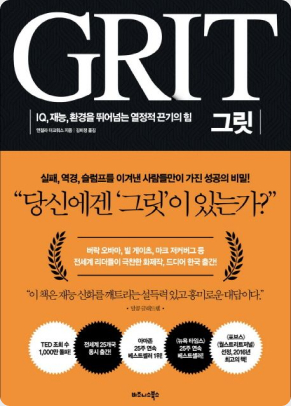 GRIT
IQ, 재능, 환경을 뛰어넘는 열정적 끈기의 힘
그릿
앤절라 더크워스 지음 | 김미정 옮김
실패, 역경, 슬럼프를 이겨낸 사람들만이 가진 성공의 비밀!
“당신에겐 ‘그릿’이 있는가?”
버락 오바마, 빌 게이츠, 마크 저커버그 등
전세계 리더들이 극찬한 화제작, 드디어 한국 출간!
“이 책은 재능 신화를 깨트리는 설득력 있고 흥미로운 대답이다.”
TED 조회 수
1,000만 돌파!
전세계 25개국
동시 출간!
아마존
25주 연속
베스트셀러 1위!
〈뉴욕 타임스〉
25주 연속
베스트셀러!
〈포브스〉
〈월스트리트저널〉
선정, 2016년
최고의 책!
비즈니스북스